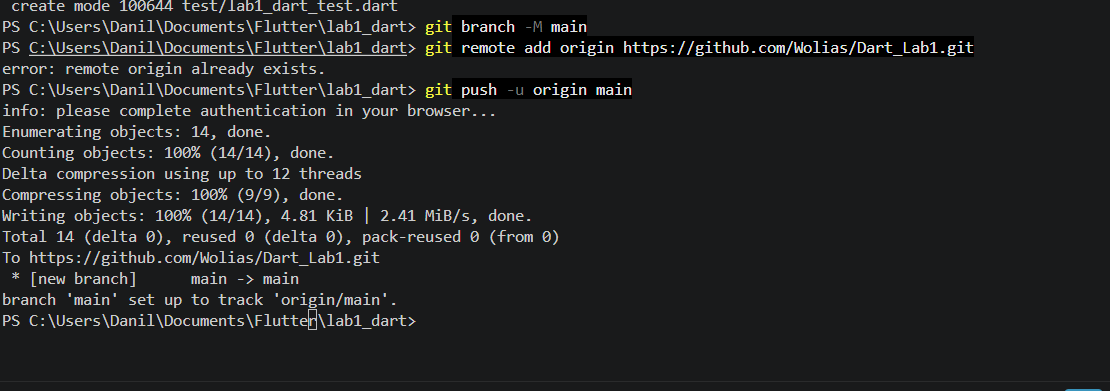 create mode 100644 test/lab1_dart_test.dart
PS C:\Users\Danil\Documents\Flutter\lab1_dart> git branch -M main
PS C:\Users\Danil\Documents\Flutter\lab1_dart> git remote add origin https://github.com/Wolias/Dart_Lab1.git
error: remote origin already exists.
PS C:\Users\Danil\Documents\Flutter\lab1_dart> git push -u origin main
info: please complete authentication in your browser...
Enumerating objects: 14, done.
Counting objects: 100% (14/14), done.
Delta compression using up to 12 threads
Compressing objects: 100% (9/9), done.
Writing objects: 100% (14/14), 4.81 KiB | 2.41 MiB/s, done.
Total 14 (delta 0), reused 0 (delta 0), pack-reused 0 (from 0)
To https://github.com/Wolias/Dart_Lab1.git
 * [new branch]      main -> main
branch 'main' set up to track 'origin/main'.
PS C:\Users\Danil\Documents\Flutter\lab1_dart>